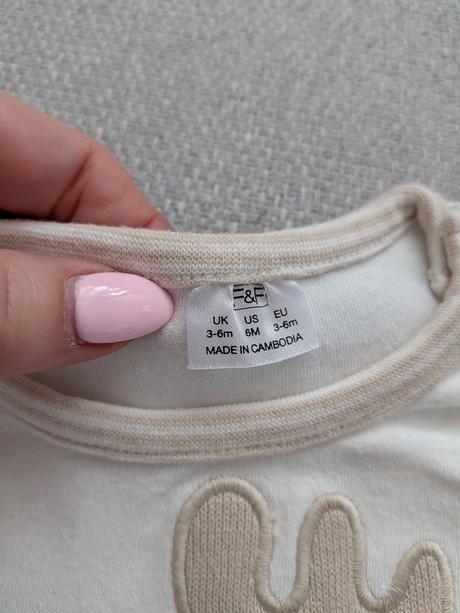 F&F
UK US EU
3-6m 6M 3-6m
MADE IN CAMBODIA